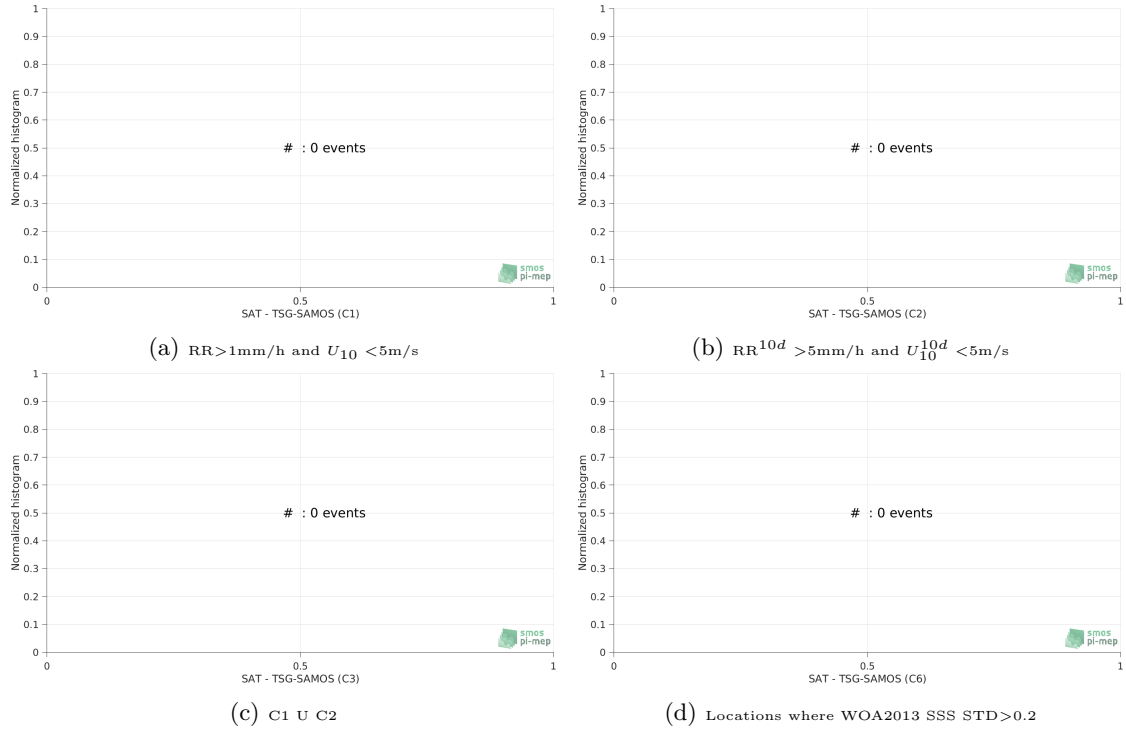 1
0.9
0.8
0.7
0.6
0.5
0.4
0.3
0.2
0.1
0
Normalized histogram
# : 0 events
smos
pi-mep
0 0.5 1
SAT - TSG-SAMOS (C1)
(a) RR>1mm/h and U10 <5m/s
1
0.9
0.8
0.7
0.6
0.5
0.4
0.3
0.2
0.1
0
Normalized histogram
# : 0 events
smos
pi-mep
0 0.5 1
SAT - TSG-SAMOS (C2)
(b) RR^10d >5mm/h and U10^10d <5m/s
1
0.9
0.8
0.7
0.6
0.5
0.4
0.3
0.2
0.1
0
Normalized histogram
# : 0 events
smos
pi-mep
0 0.5 1
SAT - TSG-SAMOS (C3)
(c) C1 U C2
1
0.9
0.8
0.7
0.6
0.5
0.4
0.3
0.2
0.1
0
Normalized histogram
# : 0 events
smos
pi-mep
0 0.5 1
SAT - TSG-SAMOS (C6)
(d) Locations where WOA2013 SSS STD>0.2